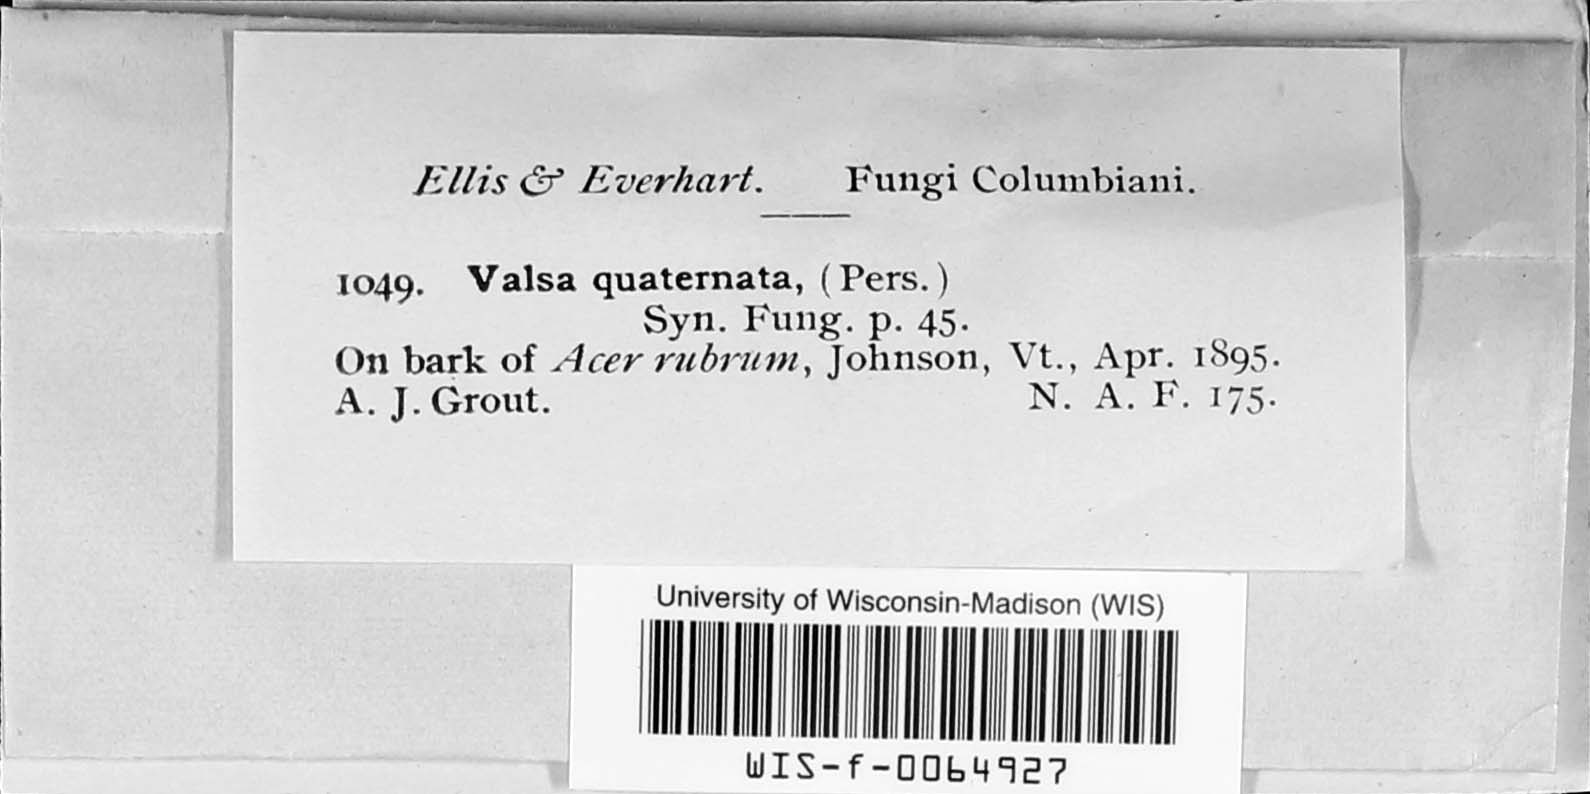 Ellis & Everhart. Fungi Columbiani.
1049. Valsa quaternata, (Pers.)
Syn. Fung. p. 45.
On bark of Acer rubrum, Johnson, Vt., Apr. 1895.
A. J. Grout. N. A. F. 175.
University of Wisconsin-Madison (WIS)
WIS-f-0064927